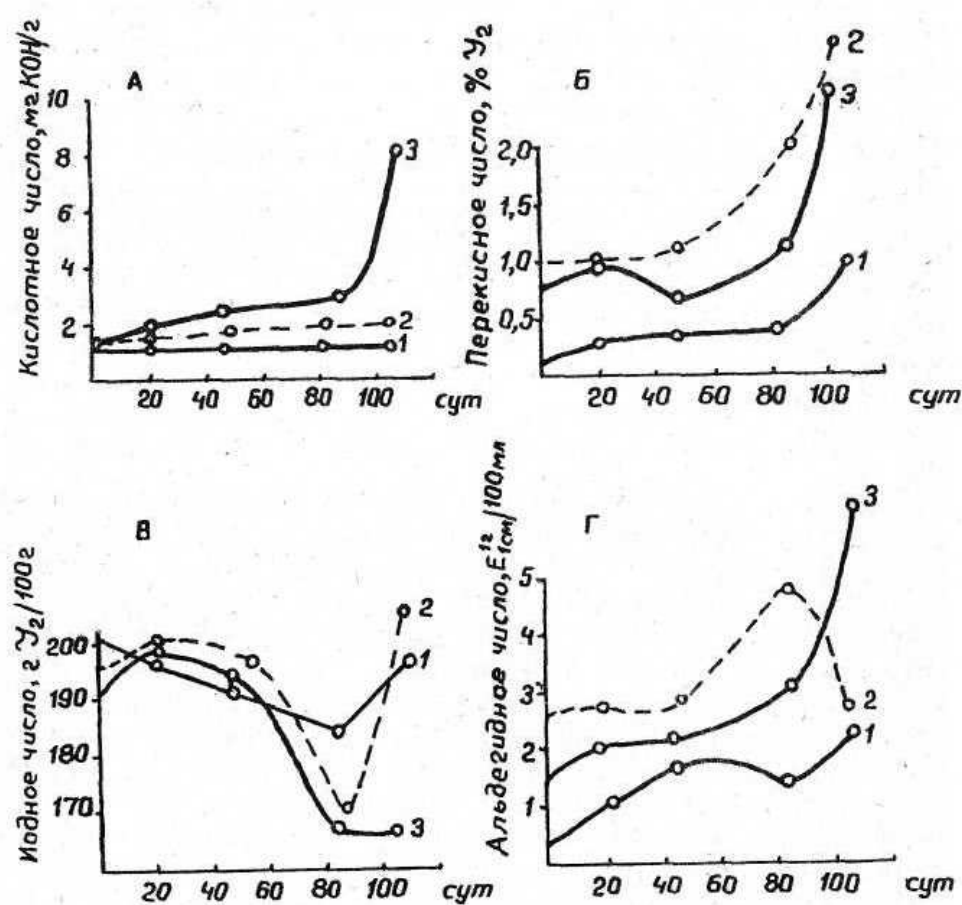 А
Кислотное число, мг КОН/г
10
8
6
4
2
20 40 60 80 100 сут
3
2
1
Б
Перекисное число, % У₂
2,0
1,5
1,0
0,5
20 40 60 80 100 сут
2
3
1
В
Иодное число, г У₂/100г
200
190
180
170
20 40 60 80 100 сут
2
1
3
Г
Альдегидное число, Е¹ᵍ₁см/100мл
5
4
3
2
1
20 40 60 80 100 сут
3
2
1